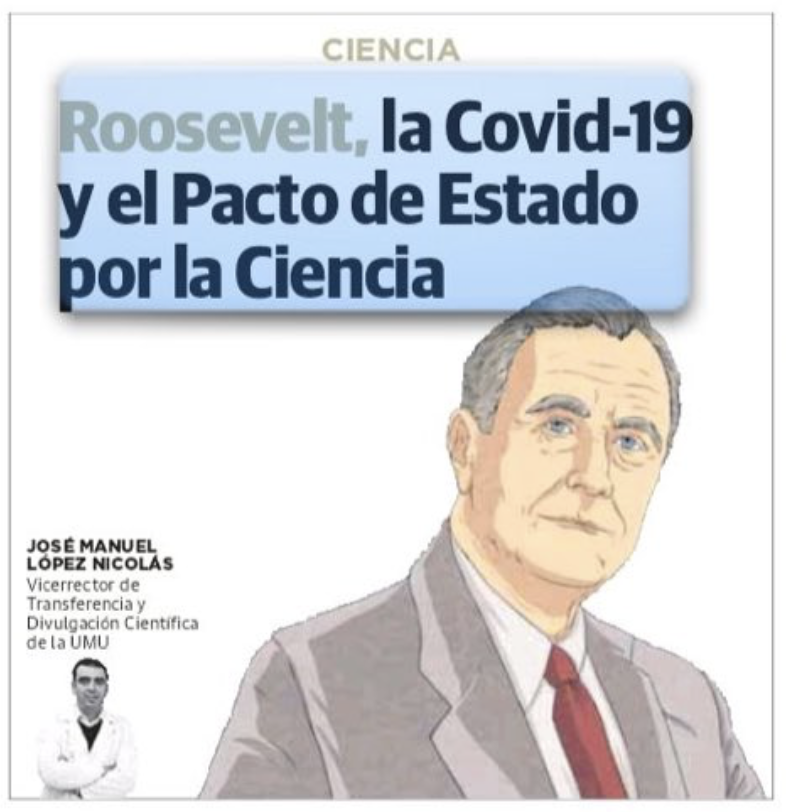 CIENCIA
Roosevelt, la Covid-19
y el Pacto de Estado
por la Ciencia
JOSÉ MANUEL
LÓPEZ NICOLÁS
Vicerrector de
Transferencia y
Divulgación Científica
de la UMU